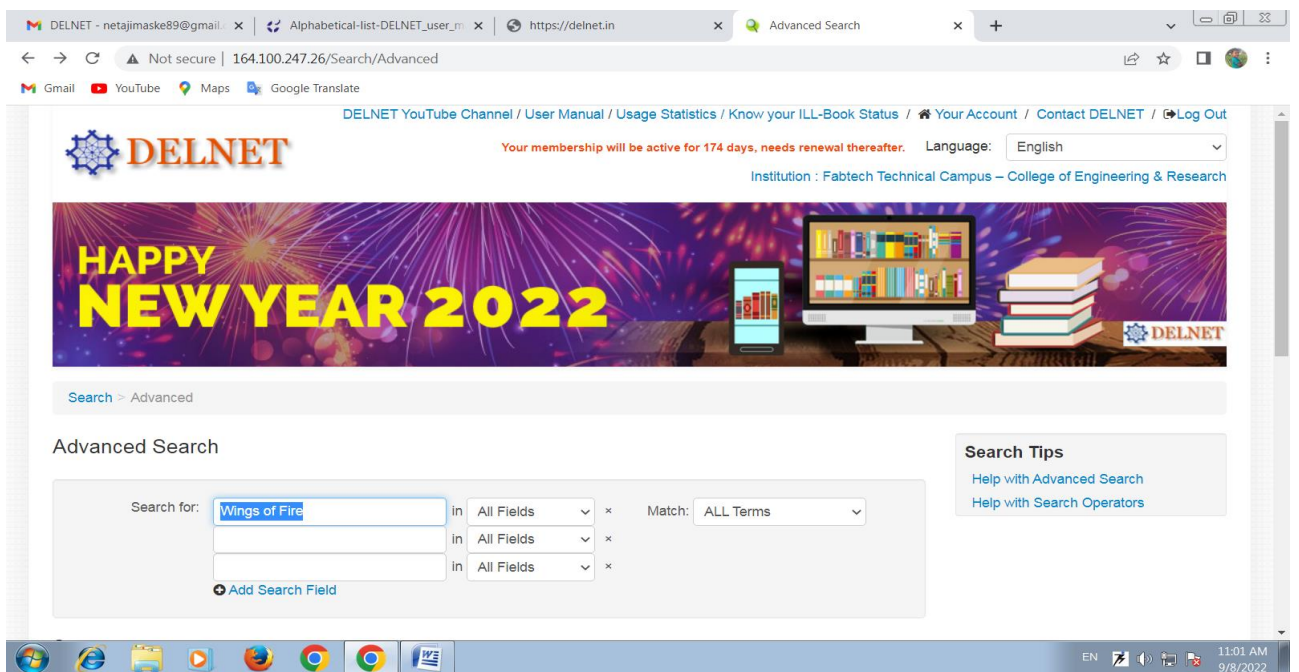 DELNET - netajimaske89@gmail. Alphabetical-list-DELNET_user_m https://delnet.in Advanced Search
Not secure | 164.100.247.26/Search/Advanced
Gmail YouTube Maps Google Translate
DELNET YouTube Channel / User Manual / Usage Statistics / Know your ILL-Book Status / Your Account / Contact DELNET / Log Out
DELNET
Your membership will be active for 174 days, needs renewal thereafter. Language: English
Institution : Fabtech Technical Campus – College of Engineering & Research
HAPPY
NEW YEAR 2022
DELNET
Search > Advanced
Advanced Search
Search Tips
Help with Advanced Search
Help with Search Operators
Search for: Wings of Fire in All Fields × Match: ALL Terms
in All Fields ×
in All Fields ×
Add Search Field
EN 11:01 AM
9/8/2022